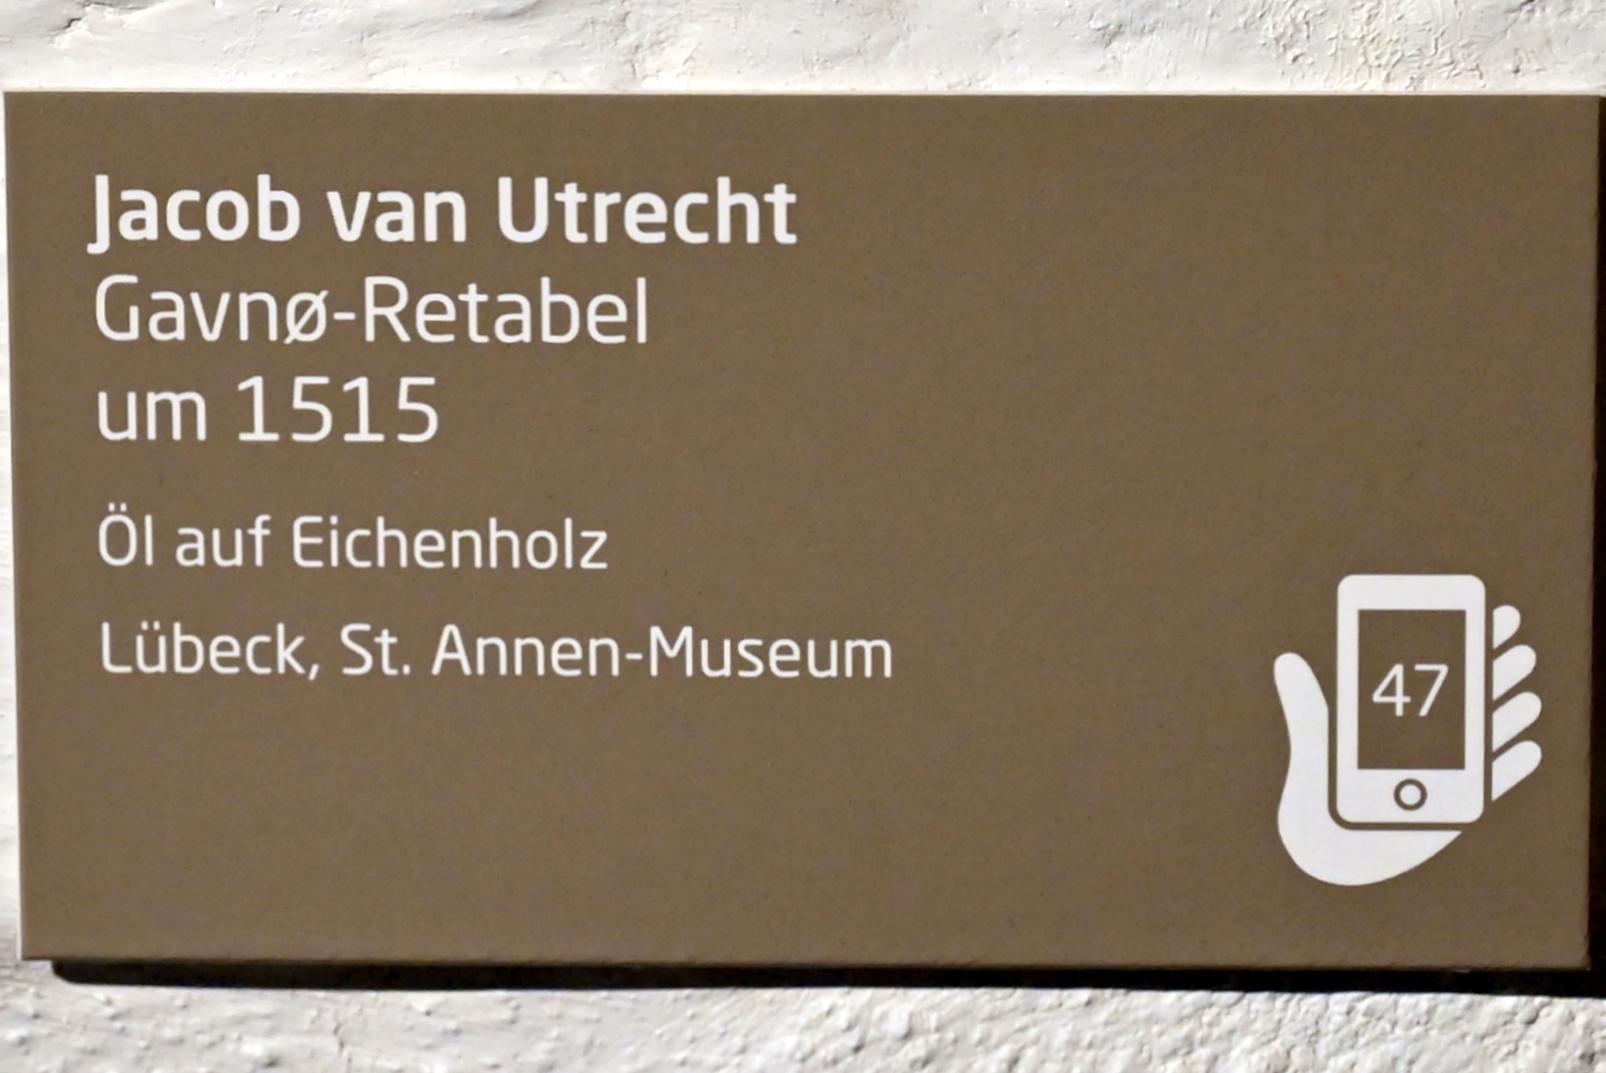 Jacob van Utrecht
Gavnø-Retabel
um 1515
Öl auf Eichenholz
Lübeck, St. Annen-Museum
47